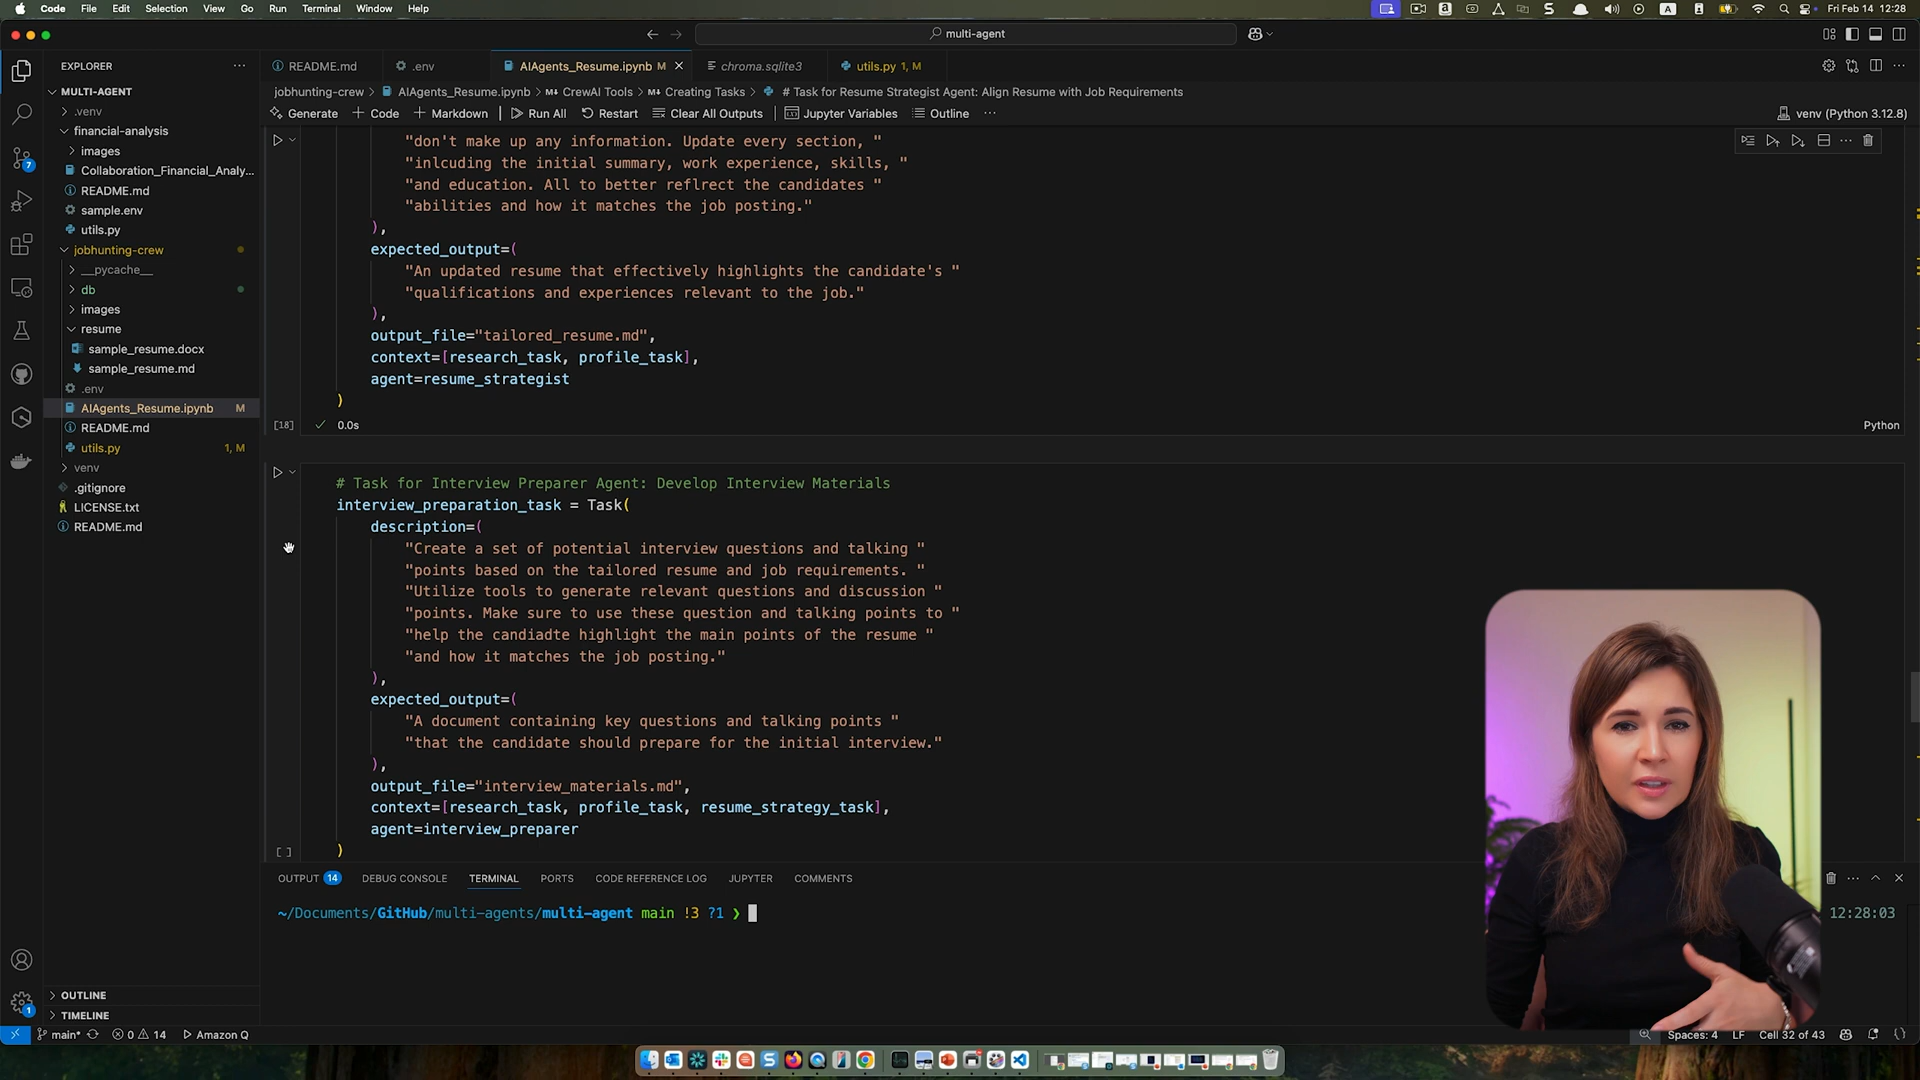 Code File Edit Selection View Go Run Terminal Window Help
Fri Feb 14 12:28
multi-agent
EXPLORER
README.md
.env
AIAgents_Resume.ipynb M
chroma.sqlite3
utils.py 1, M
MULTI-AGENT
jobhunting-crew > AIAgents_Resume.ipynb > CrewAI Tools > Creating Tasks > # Task for Resume Strategist Agent: Align Resume with Job Requirements
Generate + Code + Markdown | Run All Restart Clear All Outputs | Jupyter Variables Outline ...
venv (Python 3.12.8)
.venv
financial-analysis
images
Collaboration_Financial_Analy...
README.md
sample.env
utils.py
jobhunting-crew
__pycache__
db
images
resume
sample_resume.docx
sample_resume.md
.env
AIAgents_Resume.ipynb M
README.md
utils.py 1, M
venv
.gitignore
LICENSE.txt
README.md
OUTLINE
TIMELINE
"don't make up any information. Update every section, "
"inlcuding the initial summary, work experience, skills, "
"and education. All to better reflrect the candidates "
"abilities and how it matches the job posting."
),
expected_output=(
"An updated resume that effectively highlights the candidate's "
"qualifications and experiences relevant to the job."
),
output_file="tailored_resume.md",
context=[research_task, profile_task],
agent=resume_strategist
)
[18] ✓ 0.0s
Python
# Task for Interview Preparer Agent: Develop Interview Materials
interview_preparation_task = Task(
description=(
"Create a set of potential interview questions and talking "
"points based on the tailored resume and job requirements. "
"Utilize tools to generate relevant questions and discussion "
"points. Make sure to use these question and talking points to "
"help the candiadte highlight the main points of the resume "
"and how it matches the job posting."
),
expected_output=(
"A document containing key questions and talking points "
"that the candidate should prepare for the initial interview."
),
output_file="interview_materials.md",
context=[research_task, profile_task, resume_strategy_task],
agent=interview_preparer
)
[ ]
OUTPUT 14 DEBUG CONSOLE TERMINAL PORTS CODE REFERENCE LOG JUPYTER COMMENTS
~/Documents/GitHub/multi-agents/multi-agent main !3 ?1 ❯
12:28:03
main* 0 14 Amazon Q
Spaces: 4 LF Cell 32 of 43